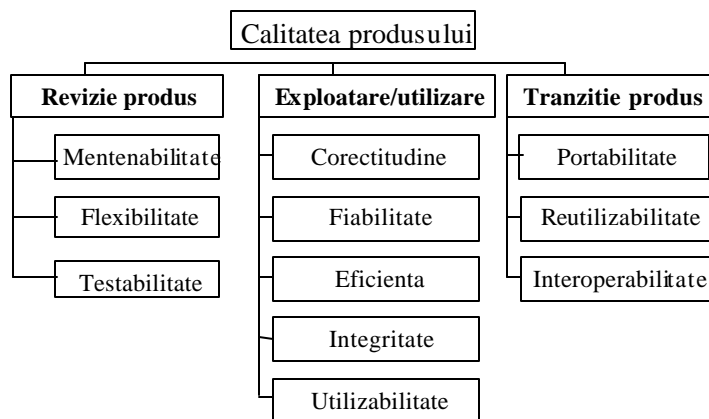 Calitatea produsului
Revizie produs
Exploatare/utilizare
Tranzitie produs
Mentenabilitate
Corectitudine
Portabilitate
Flexibilitate
Fiabilitate
Reutilizabilitate
Testabilitate
Eficienta
Interoperabilitate
Integritate
Utilizabilitate